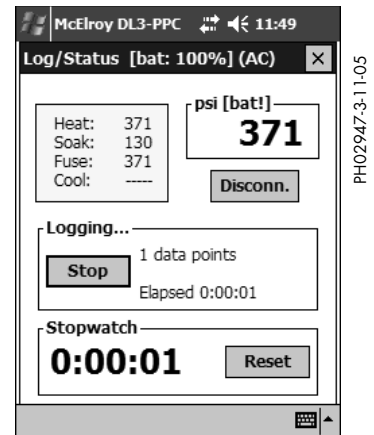 McElroy DL3-PPC 11:49
Log/Status [bat: 100%] (AC)
Heat: 371
Soak: 130
Fuse: 371
Cool: -----
psi [bat!]
371
Disconn.
Logging...
Stop
1 data points
Elapsed 0:00:01
Stopwatch
0:00:01
Reset
PH02947-3-11-05